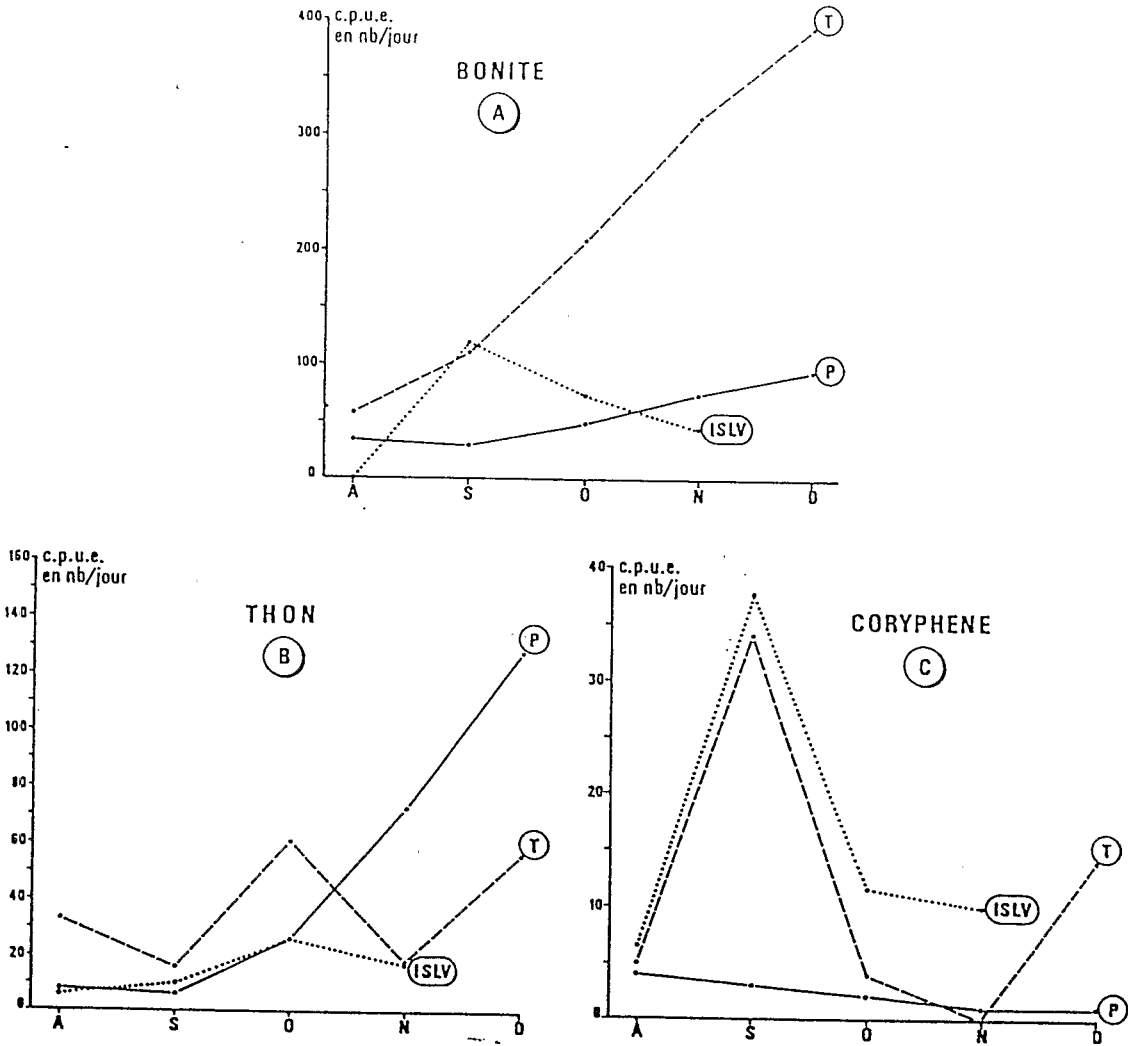 c.p.u.e.
en nb/jour
BONITE
A
400
300
200
100
0
T
P
ISLV
A S O N D
c.p.u.e.
en nb/jour
THON
B
160
140
120
100
80
60
40
20
0
P
T
ISLV
A S O N D
c.p.u.e.
en nb/jour
CORYPHENE
C
40
30
20
10
0
T
ISLV
P
A S O N D